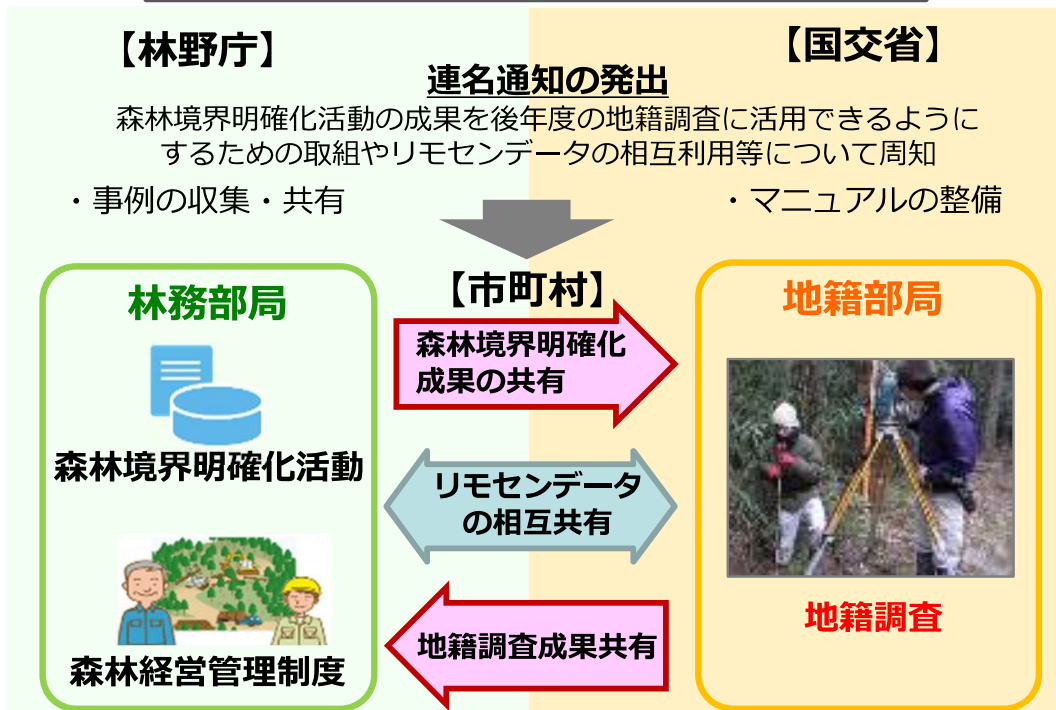 【林野庁】
【国交省】
連名通知の発出
森林境界明確化活動の成果を後年度の地籍調査に活用できるように
するための取組やリモセンデータの相互利用等について周知
・事例の収集・共有
・マニュアルの整備
【市町村】
林務部局
森林境界明確化活動
森林経営管理制度
森林境界明確化
成果の共有
リモセンデータ
の相互共有
地籍調査成果共有
地籍部局
地籍調査